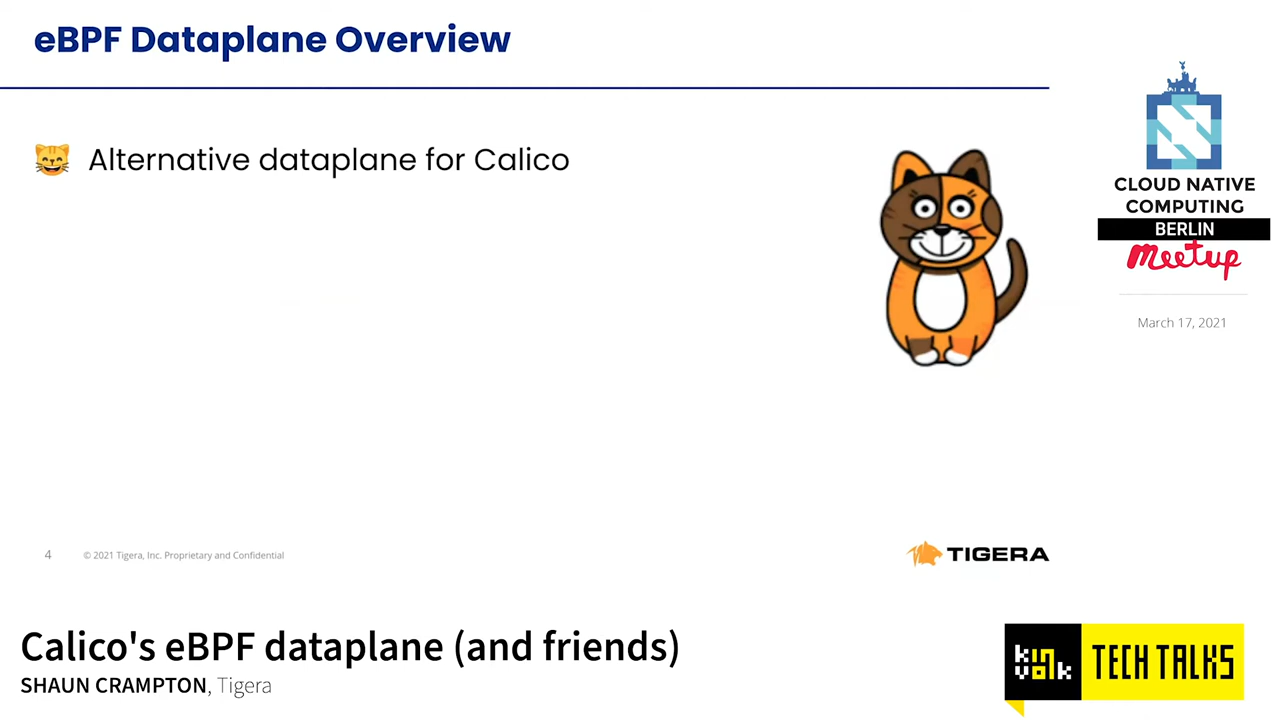 eBPF Dataplane Overview
Alternative dataplane for Calico
CLOUD NATIVE
COMPUTING
BERLIN
meetup
March 17, 2021
4
© 2021 Tigera, Inc. Proprietary and Confidential
TIGERA
Calico's eBPF dataplane (and friends)
SHAUN CRAMPTON, Tigera
kinvolk
TECH TALKS